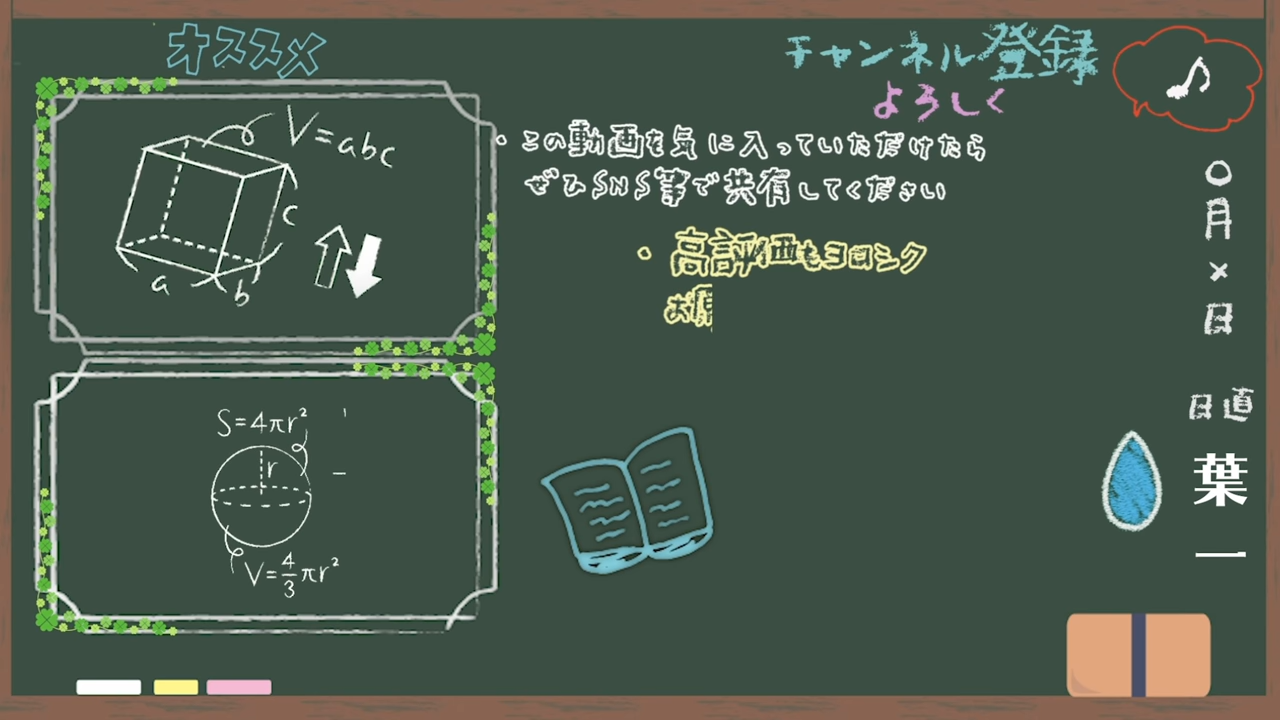 オススメ
V=abc
c
a
b
S=4πr²
r
V=4/3πr²
チャンネル登録
よろしく
・この動画を気に入っていただけたら
ぜひSNS等で共有してください
・高評価もヨロシク
お
〇月×日
日直
葉一